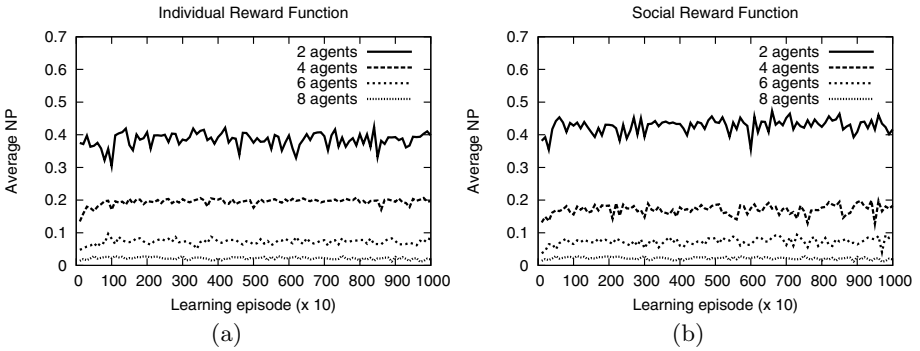 Individual Reward Function
Average NP
0.7
0.6
0.5
0.4
0.3
0.2
0.1
0
2 agents
4 agents
6 agents
8 agents
0 100 200 300 400 500 600 700 800 900 1000
Learning episode (x 10)
(a)
Social Reward Function
Average NP
0.7
0.6
0.5
0.4
0.3
0.2
0.1
0
2 agents
4 agents
6 agents
8 agents
0 100 200 300 400 500 600 700 800 900 1000
Learning episode (x 10)
(b)